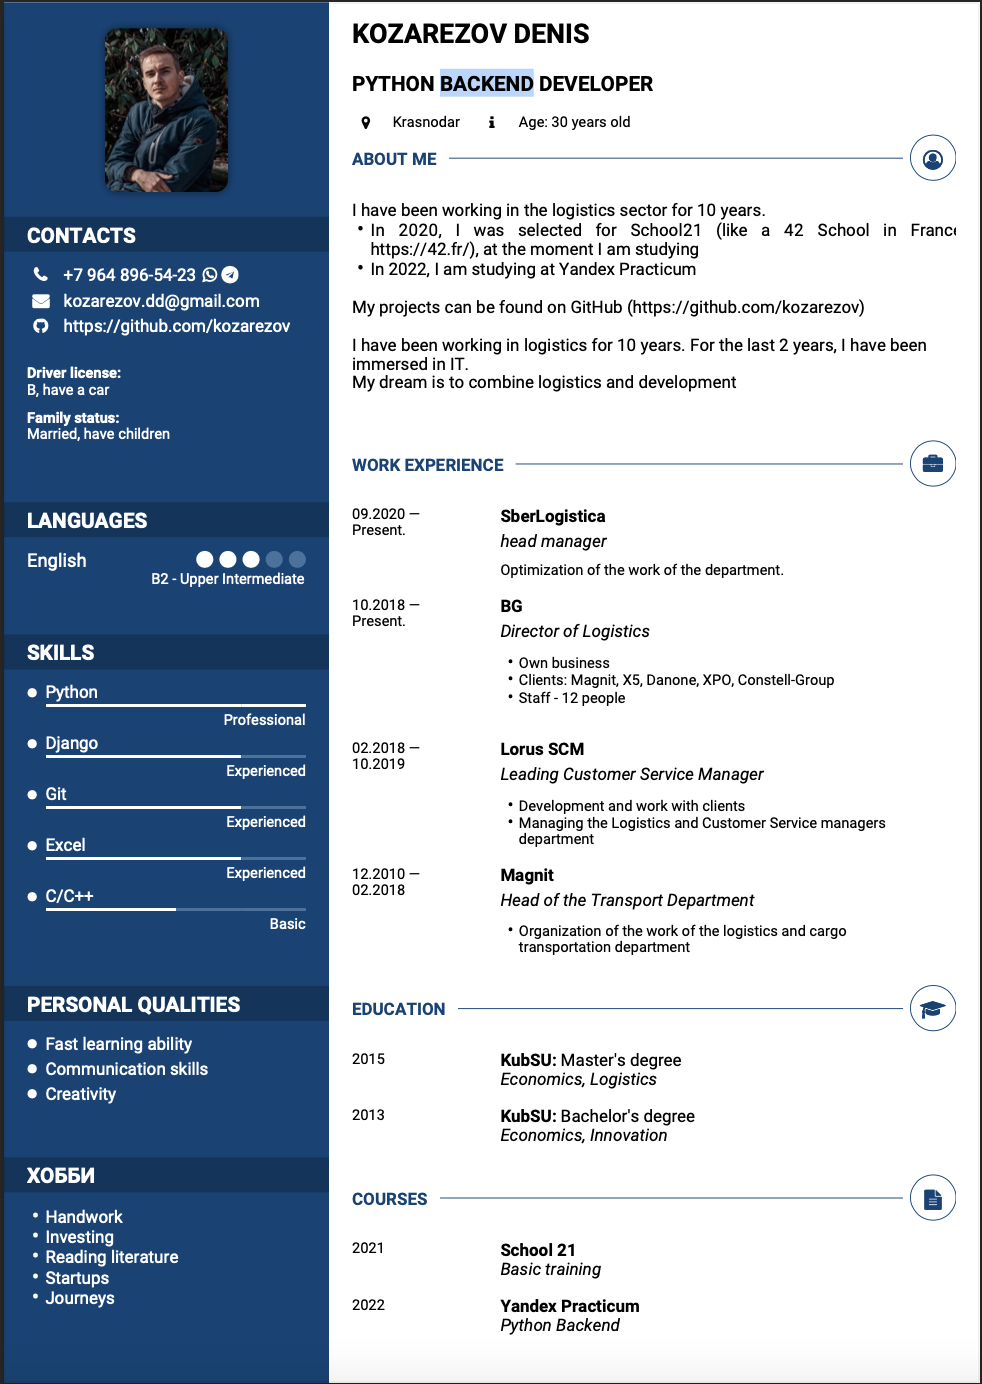 KOZAREZOV DENIS
PYTHON BACKEND DEVELOPER
Krasnodar Age: 30 years old
ABOUT ME
I have been working in the logistics sector for 10 years.
• In 2020, I was selected for School21 (like a 42 School in France
https://42.fr/), at the moment I am studying
• In 2022, I am studying at Yandex Practicum
My projects can be found on GitHub (https://github.com/kozarezov)
I have been working in logistics for 10 years. For the last 2 years, I have been
immersed in IT.
My dream is to combine logistics and development
CONTACTS
+7 964 896-54-23
kozarezov.dd@gmail.com
https://github.com/kozarezov
Driver license:
B, have a car
Family status:
Married, have children
LANGUAGES
English
B2 - Upper Intermediate
SKILLS
Python
Professional
Django
Experienced
Git
Experienced
Excel
Experienced
C/C++
Basic
PERSONAL QUALITIES
Fast learning ability
Communication skills
Creativity
ХОББИ
• Handwork
• Investing
• Reading literature
• Startups
• Journeys
WORK EXPERIENCE
09.2020 —
Present.
SberLogistica
head manager
Optimization of the work of the department.
10.2018 —
Present.
BG
Director of Logistics
• Own business
• Clients: Magnit, X5, Danone, XPO, Constell-Group
• Staff - 12 people
02.2018 —
10.2019
Lorus SCM
Leading Customer Service Manager
• Development and work with clients
• Managing the Logistics and Customer Service managers
department
12.2010 —
02.2018
Magnit
Head of the Transport Department
• Organization of the work of the logistics and cargo
transportation department
EDUCATION
2015
KubSU: Master's degree
Economics, Logistics
2013
KubSU: Bachelor's degree
Economics, Innovation
COURSES
2021
School 21
Basic training
2022
Yandex Practicum
Python Backend